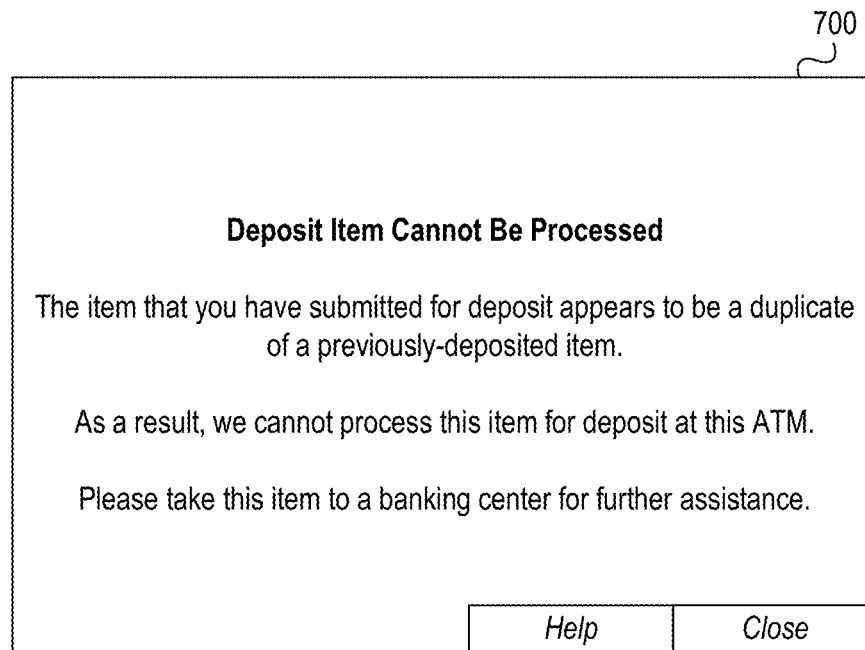 700
Deposit Item Cannot Be Processed
The item that you have submitted for deposit appears to be a duplicate
of a previously-deposited item.
As a result, we cannot process this item for deposit at this ATM.
Please take this item to a banking center for further assistance.
Help Close